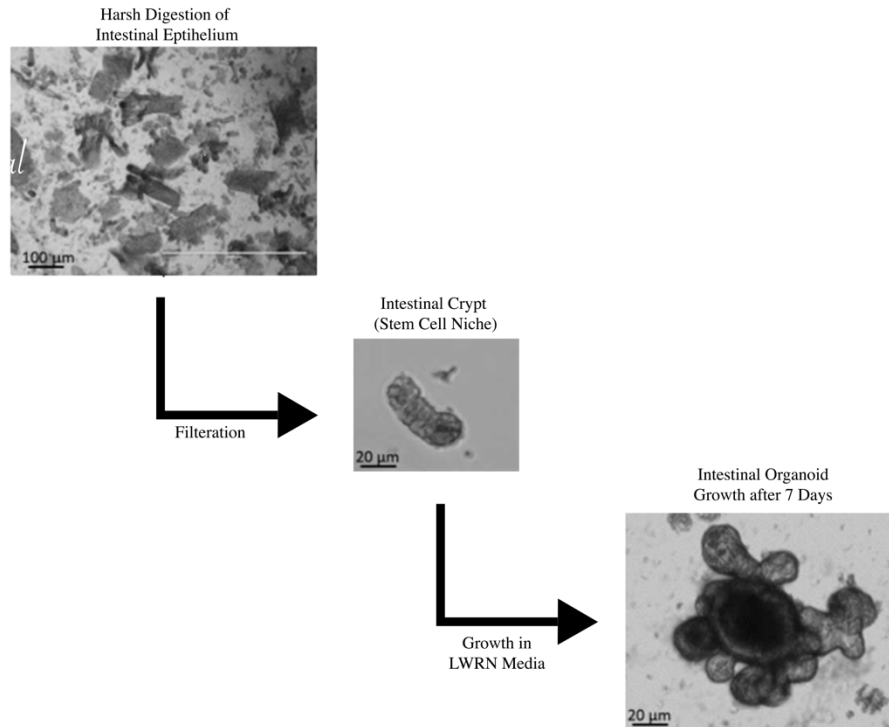 Harsh Digestion of
Intestinal Eptihelium
al
100 μm
Intestinal Crypt
(Stem Cell Niche)
Filteration
20 μm
Intestinal Organoid
Growth after 7 Days
Growth in
LWRN Media
20 μm